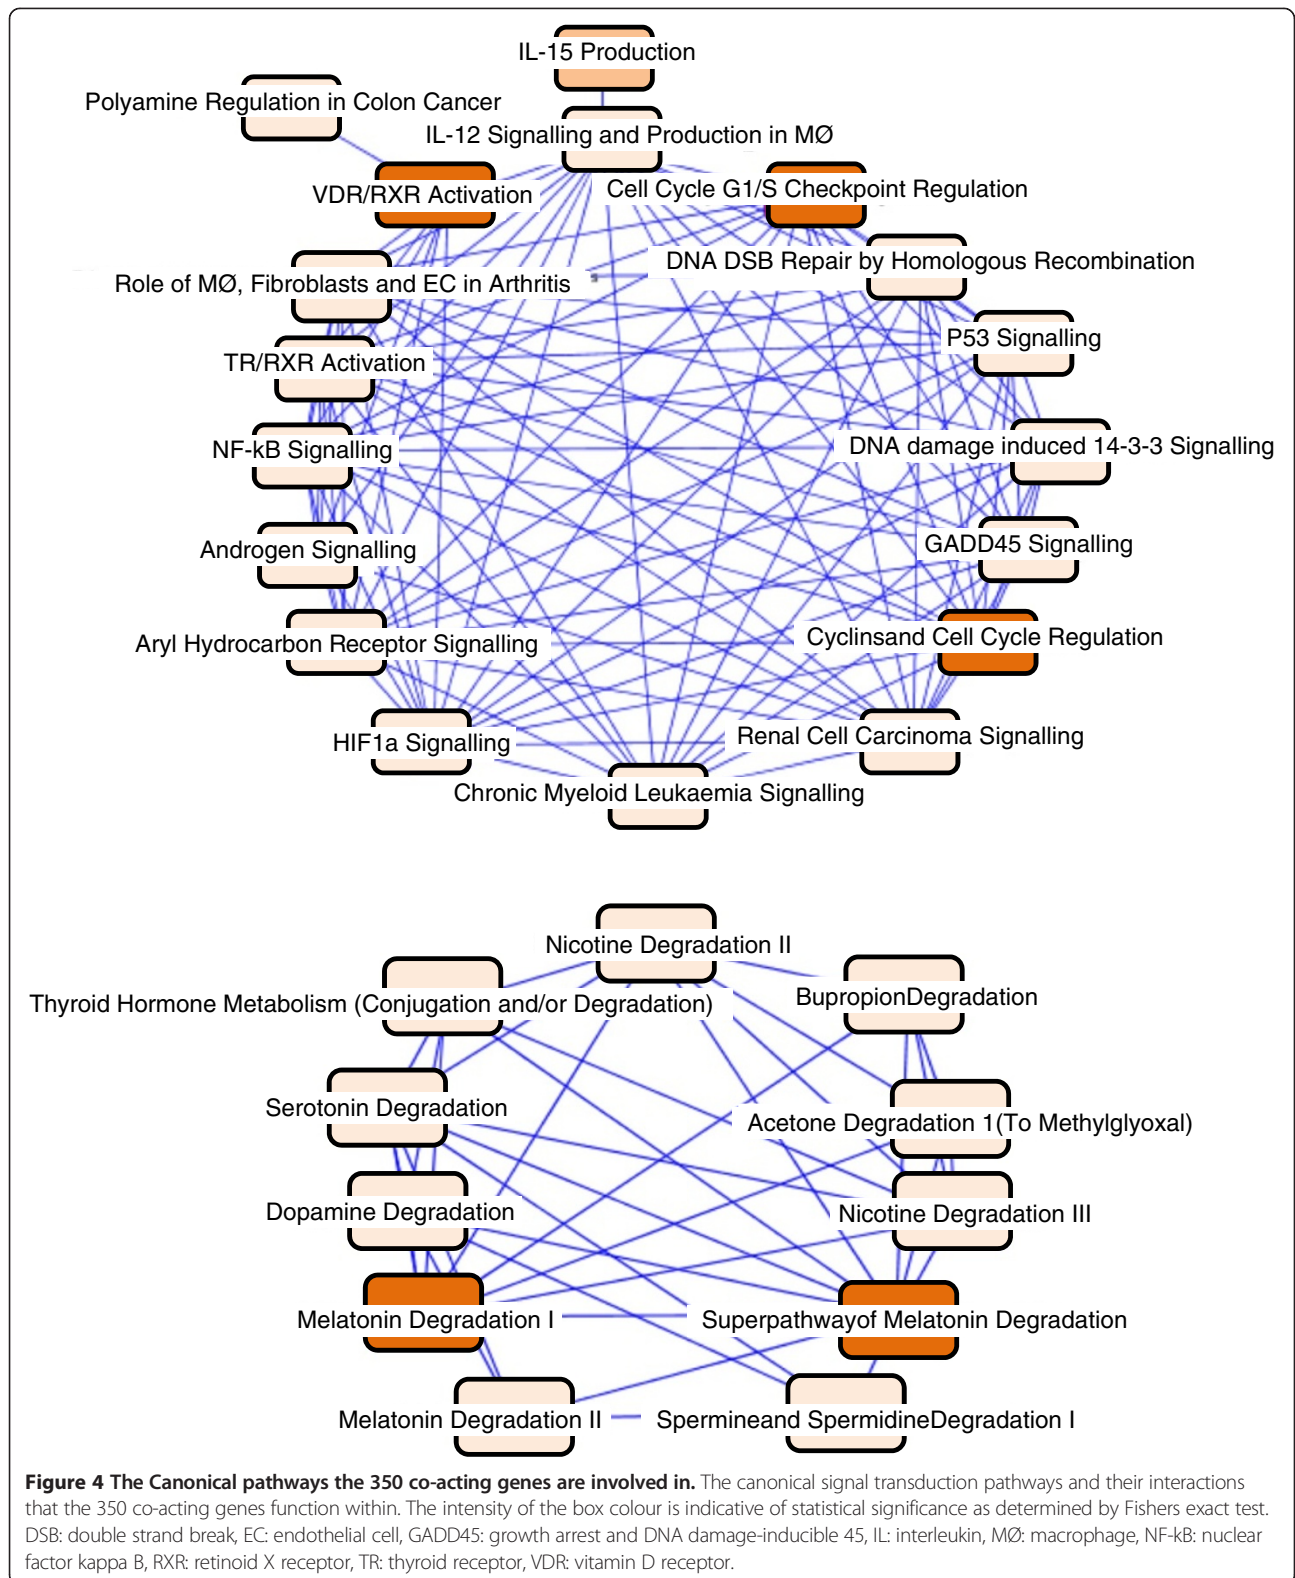 IL-15 Production
Polyamine Regulation in Colon Cancer
IL-12 Signalling and Production in MØ
VDR/RXR Activation
Cell Cycle G1/S Checkpoint Regulation
DNA DSB Repair by Homologous Recombination
Role of MØ, Fibroblasts and EC in Arthritis
P53 Signalling
TR/RXR Activation
NF-kB Signalling
DNA damage induced 14-3-3 Signalling
Androgen Signalling
GADD45 Signalling
Aryl Hydrocarbon Receptor Signalling
Cyclinsand Cell Cycle Regulation
HIF1a Signalling
Renal Cell Carcinoma Signalling
Chronic Myeloid Leukaemia Signalling
Nicotine Degradation II
Thyroid Hormone Metabolism (Conjugation and/or Degradation)
BupropionDegradation
Serotonin Degradation
Acetone Degradation 1(To Methylglyoxal)
Dopamine Degradation
Nicotine Degradation III
Melatonin Degradation I
Superpathwayof Melatonin Degradation
Melatonin Degradation II
Spermineand SpermidineDegradation I
Figure 4 The Canonical pathways the 350 co-acting genes are involved in. The canonical signal transduction pathways and their interactions
that the 350 co-acting genes function within. The intensity of the box colour is indicative of statistical significance as determined by Fishers exact test.
DSB: double strand break, EC: endothelial cell, GADD45: growth arrest and DNA damage-inducible 45, IL: interleukin, MØ: macrophage, NF-kB: nuclear
factor kappa B, RXR: retinoid X receptor, TR: thyroid receptor, VDR: vitamin D receptor.